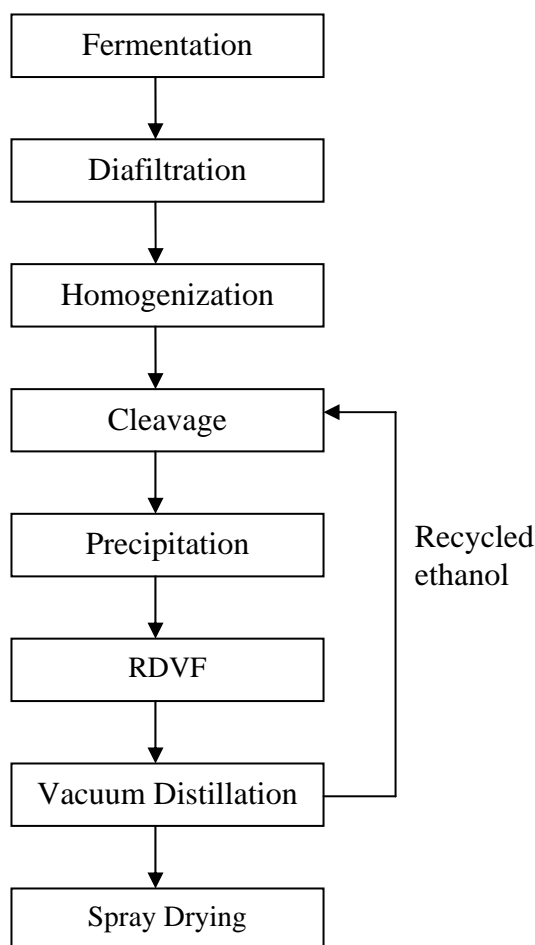 Fermentation
Diafiltration
Homogenization
Cleavage
Precipitation
Recycled
ethanol
RDVF
Vacuum Distillation
Spray Drying